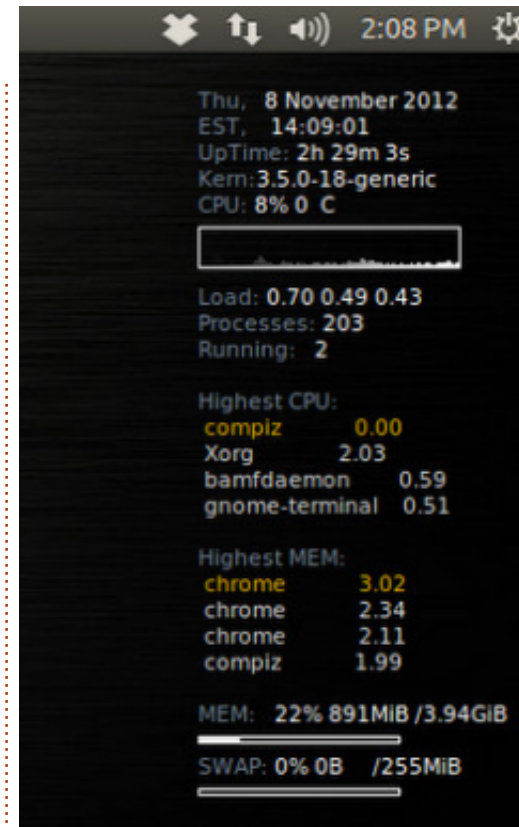 2:08 PM
Thu, 8 November 2012
EST, 14:09:01
UpTime: 2h 29m 3s
Kern:3.5.0-18-generic
CPU: 8% 0 C
Load: 0.70 0.49 0.43
Processes: 203
Running: 2
Highest CPU:
compiz 0.00
Xorg 2.03
bamfdaemon 0.59
gnome-terminal 0.51
Highest MEM:
chrome 3.02
chrome 2.34
chrome 2.11
compiz 1.99
MEM: 22% 891MiB /3.94GiB
SWAP: 0% 0B /255MiB